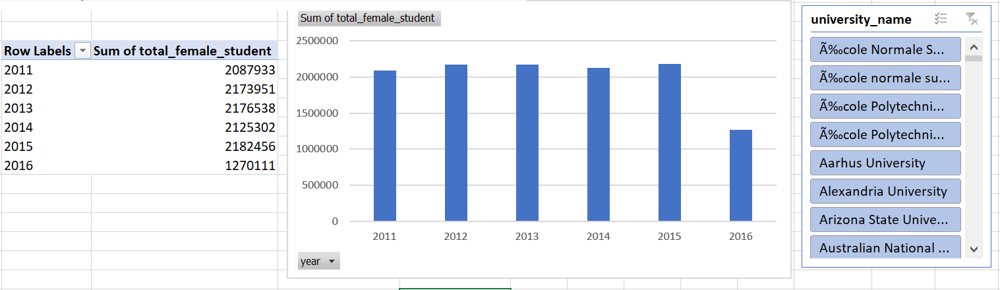 Row Labels Sum of total_female_student
2011 2087933
2012 2173951
2013 2176538
2014 2125302
2015 2182456
2016 1270111
Sum of total_female_student
2500000
2000000
1500000
1000000
500000
0
2011 2012 2013 2014 2015 2016
year
university_name
Ã‰cole Normale S...
Ã‰cole normale su...
Ã‰cole Polytechni...
Ã‰cole Polytechni...
Aarhus University
Alexandria University
Arizona State Unive...
Australian National ...